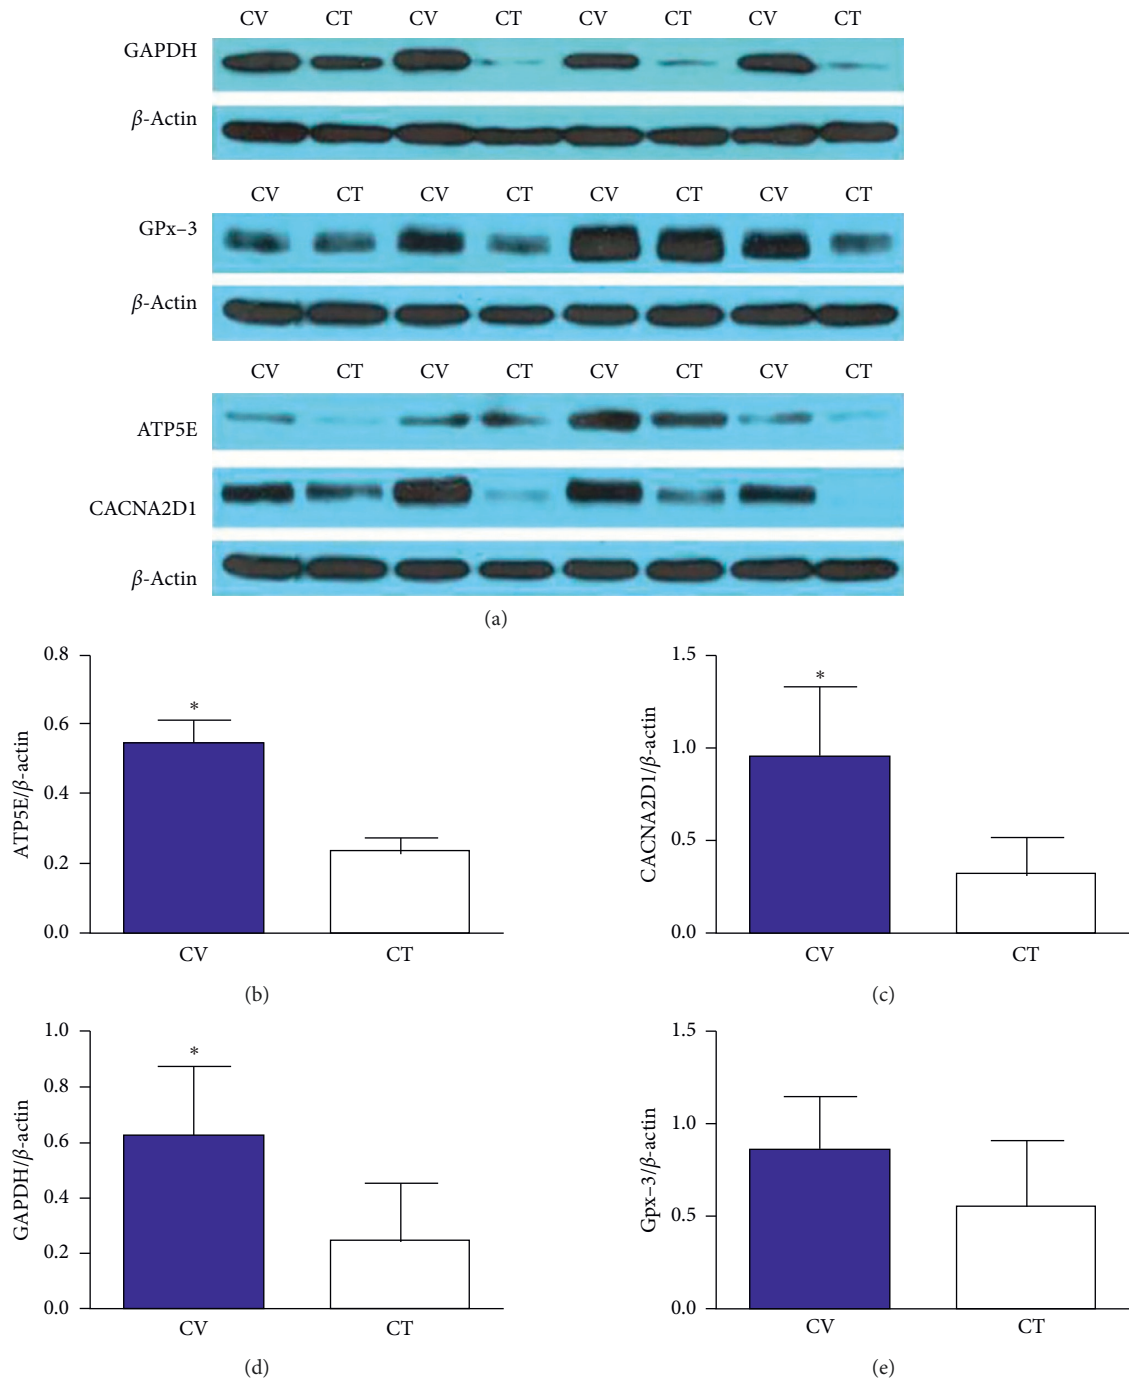 CV CT CV CT CV CT CV CT
GAPDH
β-Actin
CV CT CV CT CV CT CV CT
GPx–3
β-Actin
CV CT CV CT CV CT CV CT
ATP5E
CACNA2D1
β-Actin
(a)
0.8
0.6
0.4
0.2
0.0
ATP5E/β-actin
*
CV CT
(b)
1.5
1.0
0.5
0.0
CACNA2D1/β-actin
*
CV CT
(c)
1.0
0.8
0.6
0.4
0.2
0.0
GAPDH/β-actin
*
CV CT
(d)
1.5
1.0
0.5
0.0
Gpx–3/β-actin
CV CT
(e)